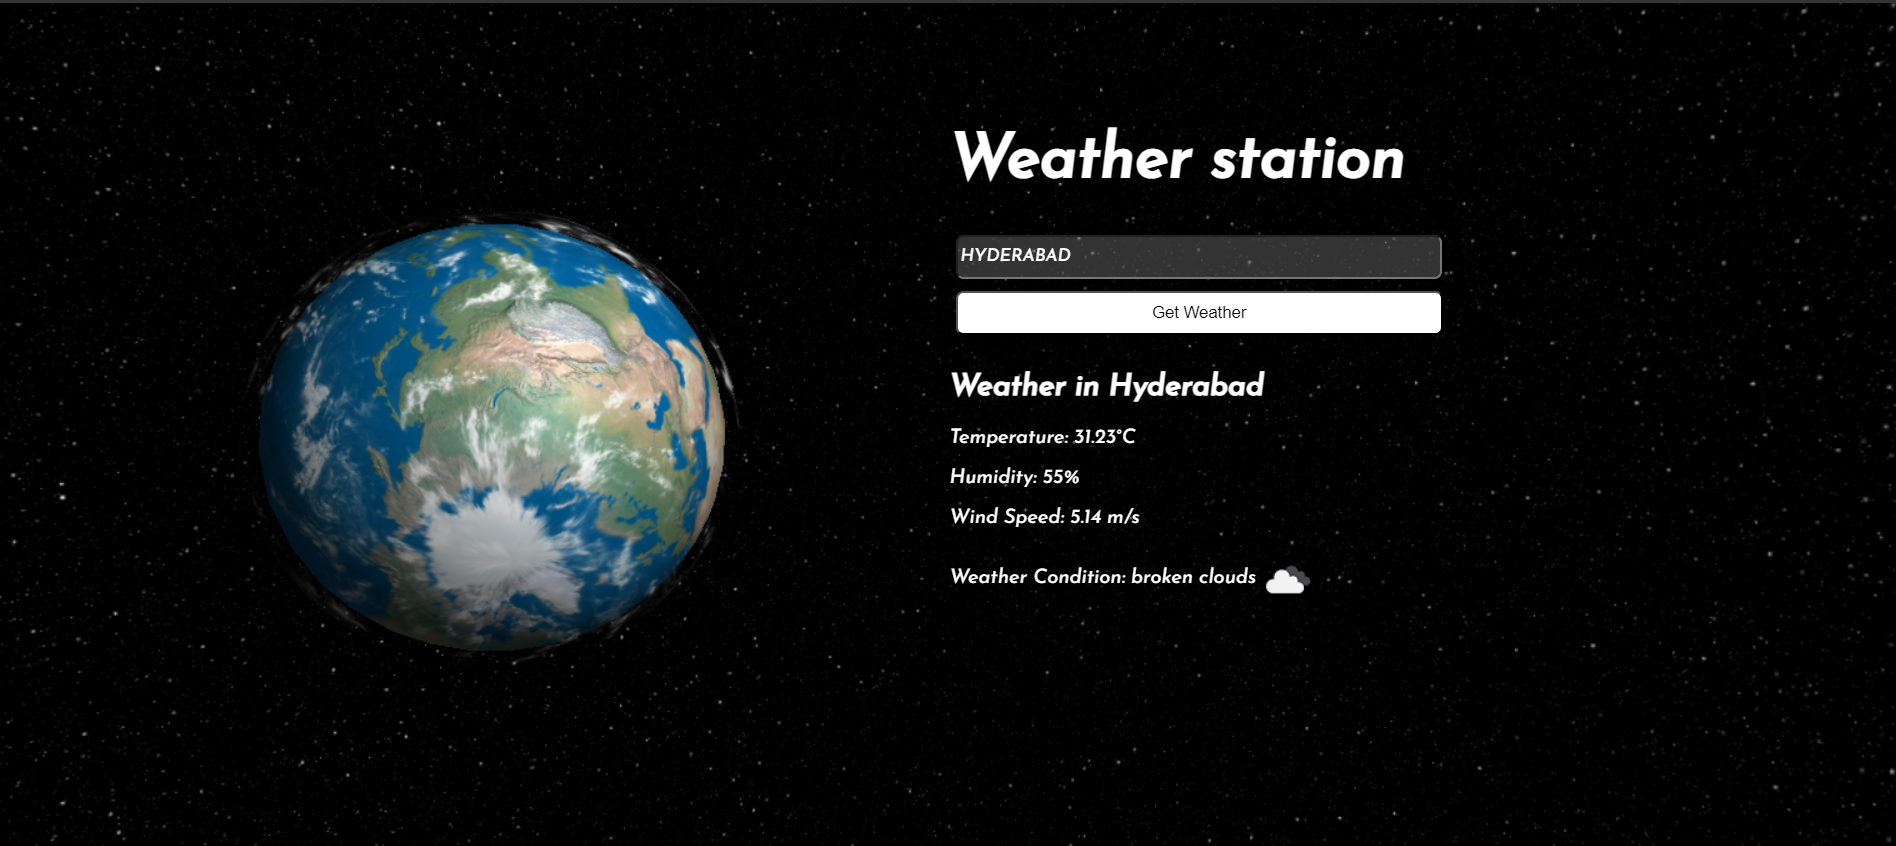 Weather station
HYDERABAD
Get Weather
Weather in Hyderabad
Temperature: 31.23°C
Humidity: 55%
Wind Speed: 5.14 m/s
Weather Condition: broken clouds